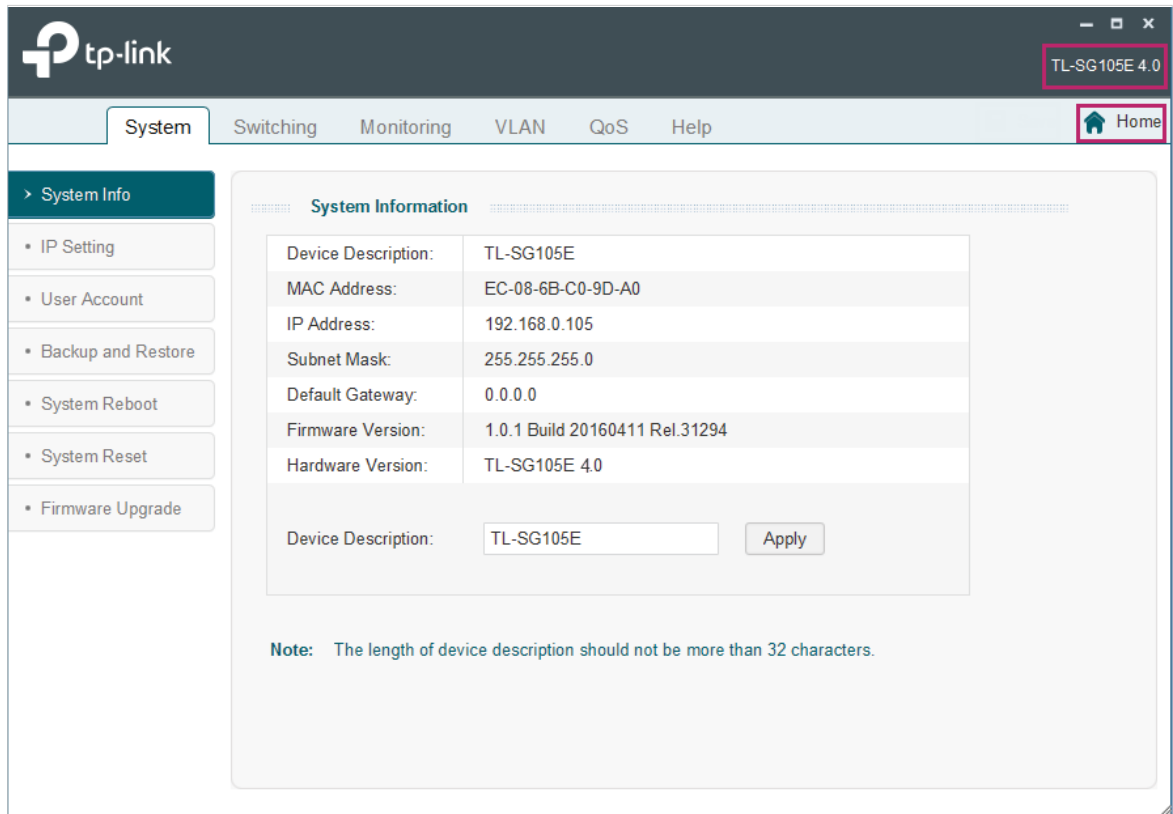 tp-link
TL-SG105E 4.0
System Switching Monitoring VLAN QoS Help Home
System Info
IP Setting
User Account
Backup and Restore
System Reboot
System Reset
Firmware Upgrade
System Information
Device Description: TL-SG105E
MAC Address: EC-08-6B-C0-9D-A0
IP Address: 192.168.0.105
Subnet Mask: 255.255.255.0
Default Gateway: 0.0.0.0
Firmware Version: 1.0.1 Build 20160411 Rel.31294
Hardware Version: TL-SG105E 4.0
Device Description: TL-SG105E Apply
Note: The length of device description should not be more than 32 characters.